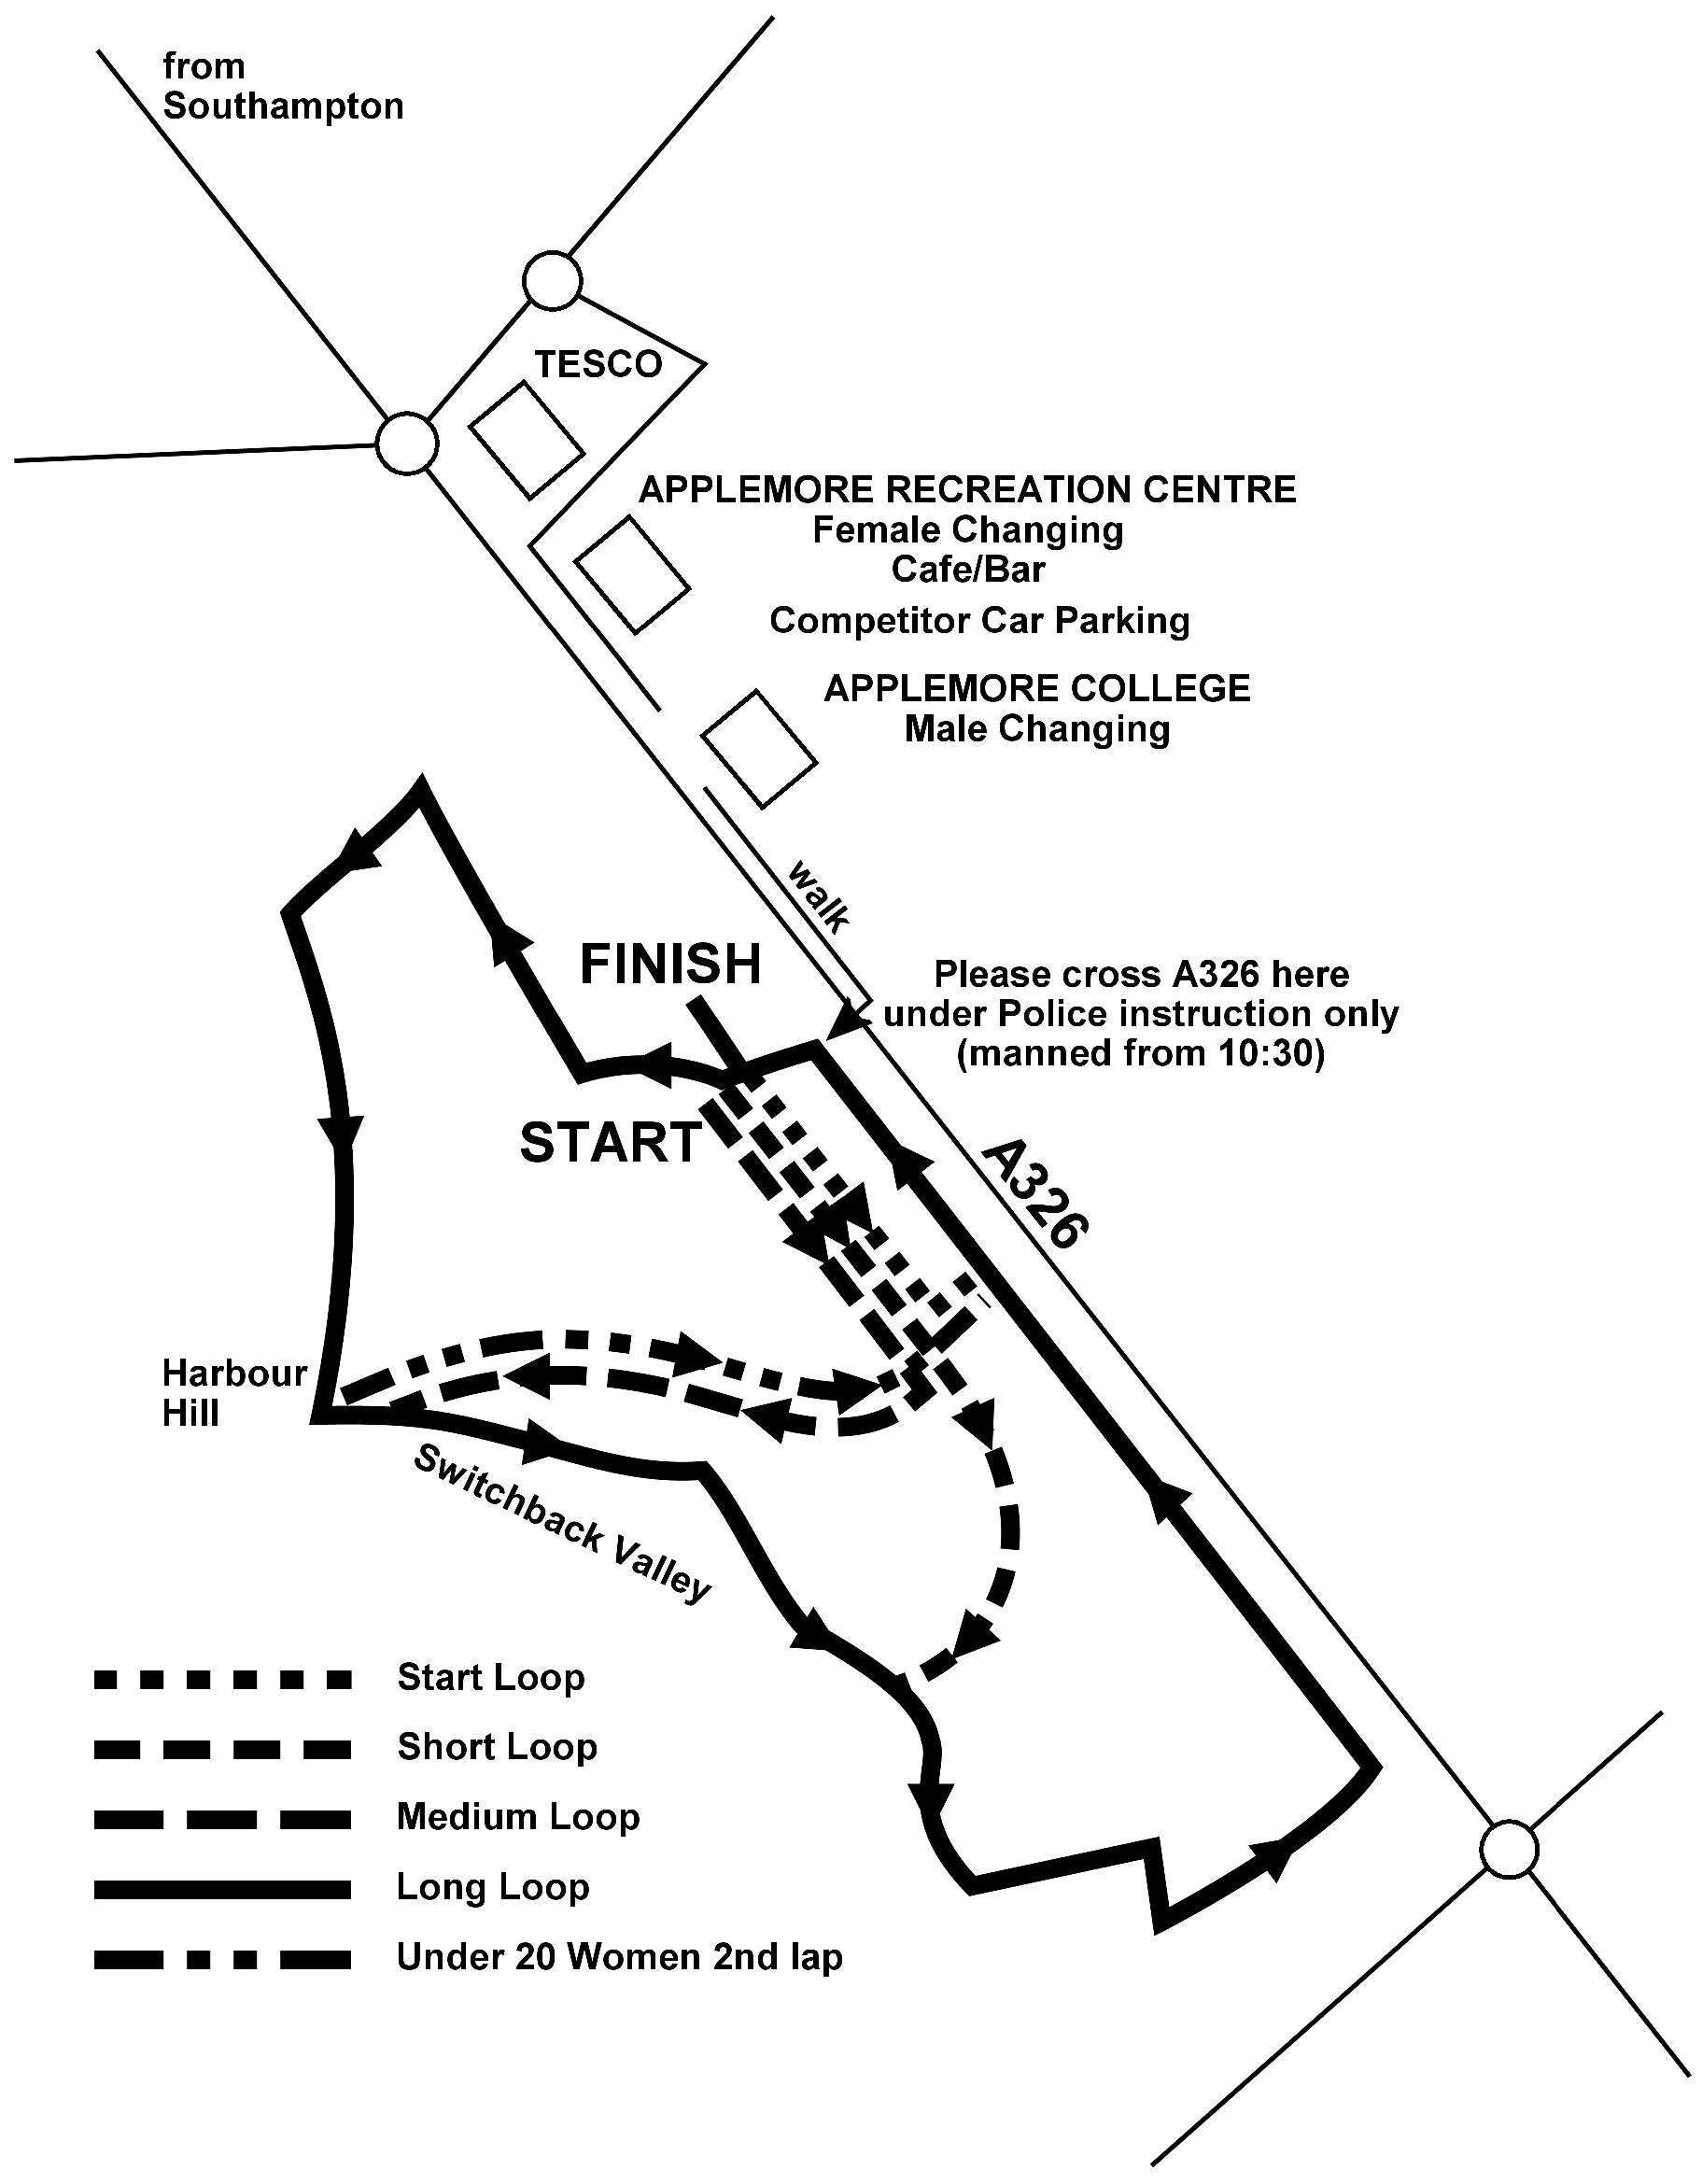 from
Southampton
TESCO
APPLEMORE RECREATION CENTRE
Female Changing
Cafe/Bar
Competitor Car Parking
APPLEMORE COLLEGE
Male Changing
walk
FINISH
Please cross A326 here
under Police instruction only
(manned from 10:30)
START
A326
Harbour
Hill
Switchback Valley
Start Loop
Short Loop
Medium Loop
Long Loop
Under 20 Women 2nd lap